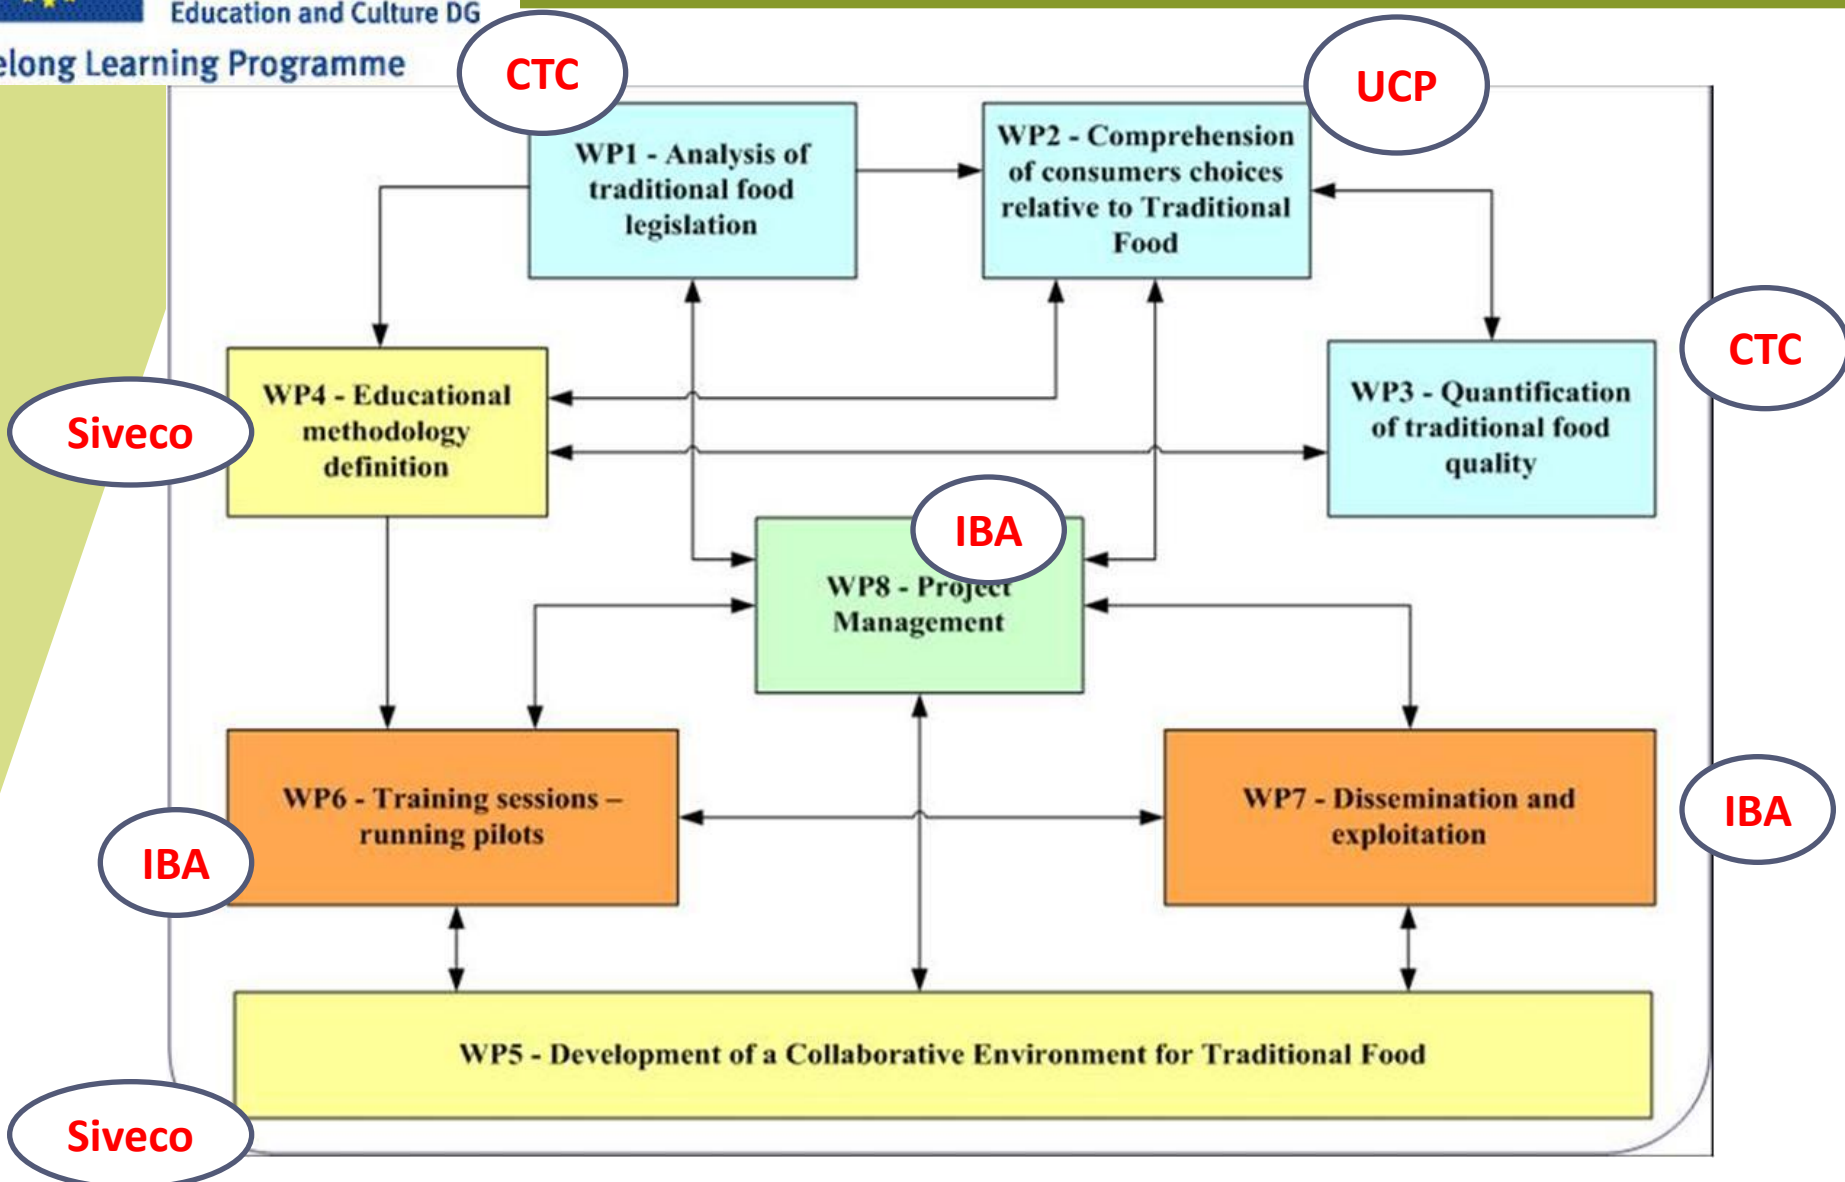 Education and Culture DG
elong Learning Programme
CTC
UCP
WP1 - Analysis of
traditional food
legislation
WP2 - Comprehension
of consumers choices
relative to Traditional
Food
CTC
Siveco
WP4 - Educational
methodology
definition
WP3 - Quantification
of traditional food
quality
IBA
WP8 - Project
Management
WP6 - Training sessions –
running pilots
WP7 - Dissemination and
exploitation
IBA
IBA
WP5 - Development of a Collaborative Environment for Traditional Food
Siveco